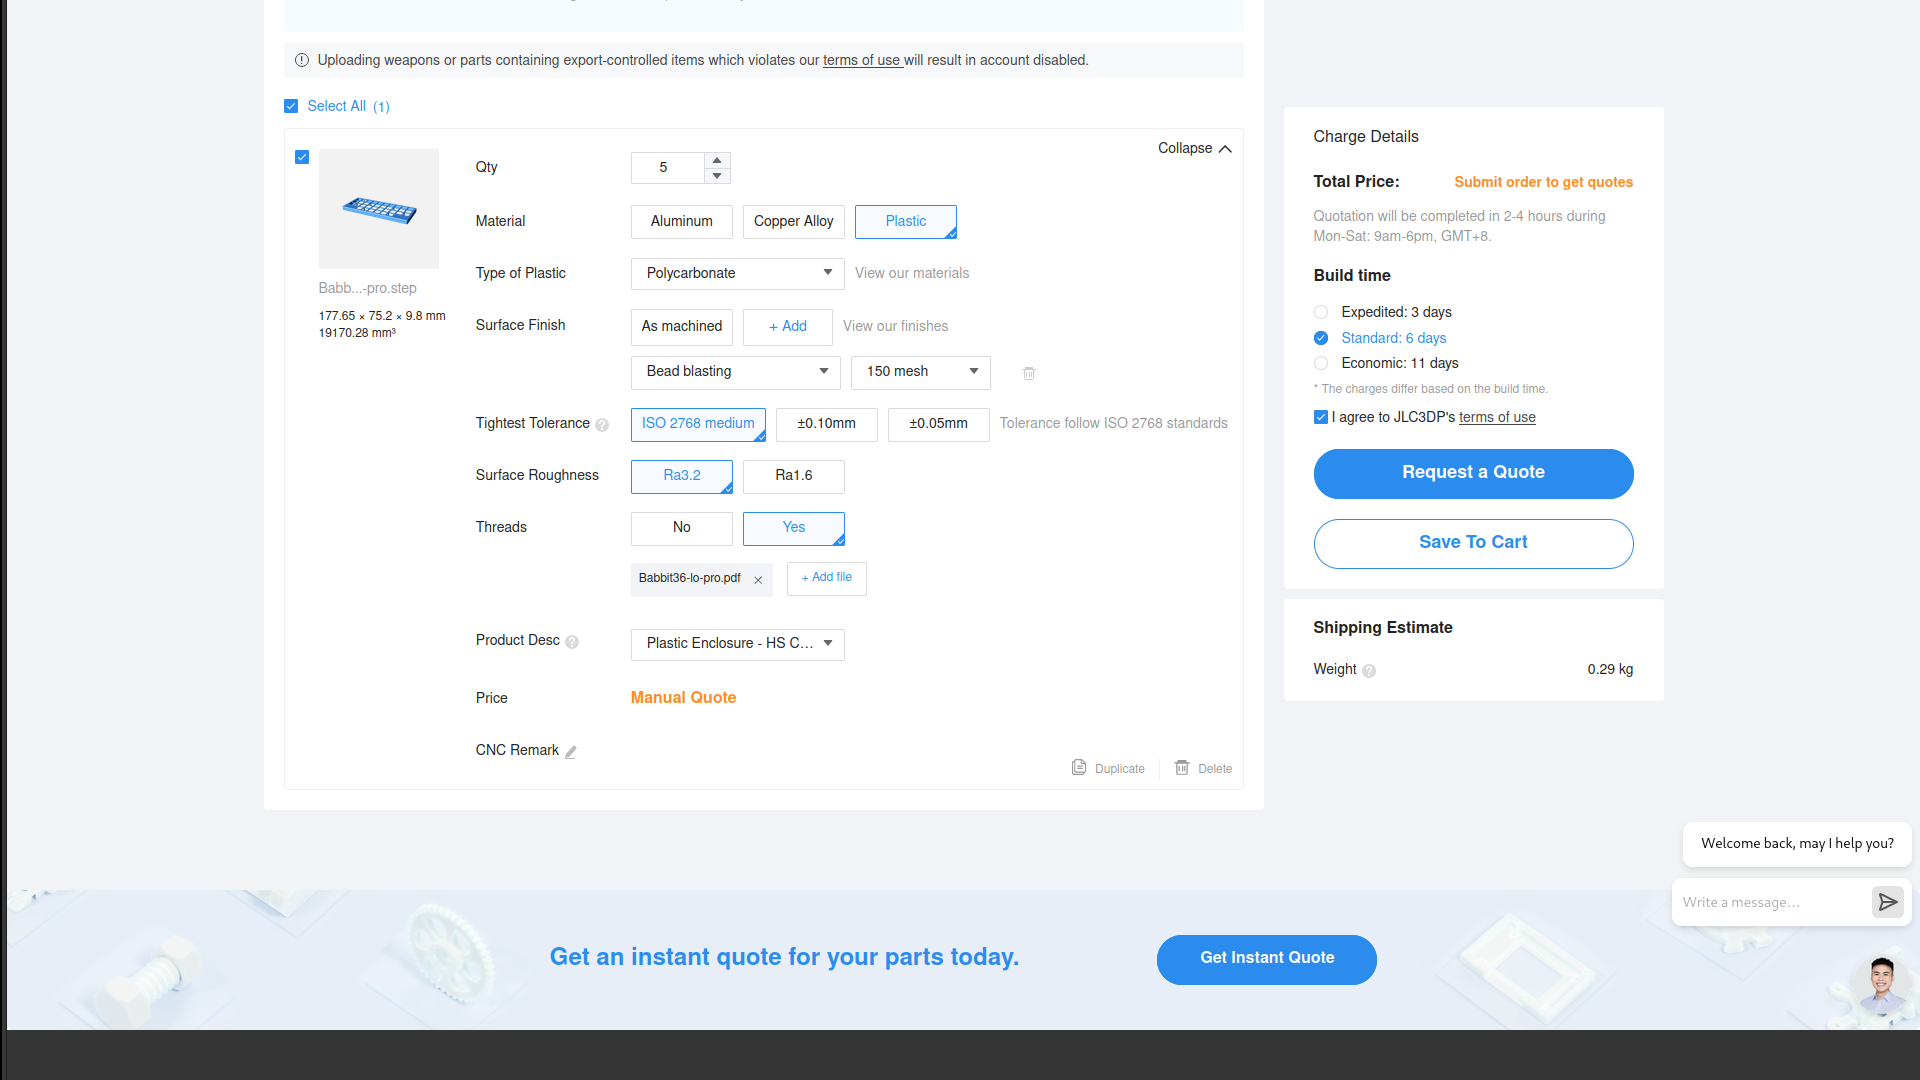 Uploading weapons or parts containing export-controlled items which violates our terms of use will result in account disabled.
Select All (1)
Collapse
Babb...-pro.step
177.65 × 75.2 × 9.8 mm
19170.28 mm³
Qty 5
Material Aluminum Copper Alloy Plastic
Type of Plastic Polycarbonate View our materials
Surface Finish As machined + Add View our finishes
Bead blasting 150 mesh
Tightest Tolerance ? ISO 2768 medium ±0.10mm ±0.05mm Tolerance follow ISO 2768 standards
Surface Roughness Ra3.2 Ra1.6
Threads No Yes
Babbit36-lo-pro.pdf × + Add file
Product Desc ? Plastic Enclosure - HS C...
Price Manual Quote
CNC Remark
Duplicate Delete
Charge Details
Total Price: Submit order to get quotes
Quotation will be completed in 2-4 hours during
Mon-Sat: 9am-6pm, GMT+8.
Build time
Expedited: 3 days
Standard: 6 days
Economic: 11 days
* The charges differ based on the build time.
I agree to JLC3DP's terms of use
Request a Quote
Save To Cart
Shipping Estimate
Weight ? 0.29 kg
Welcome back, may I help you?
Write a message...
Get an instant quote for your parts today.
Get Instant Quote